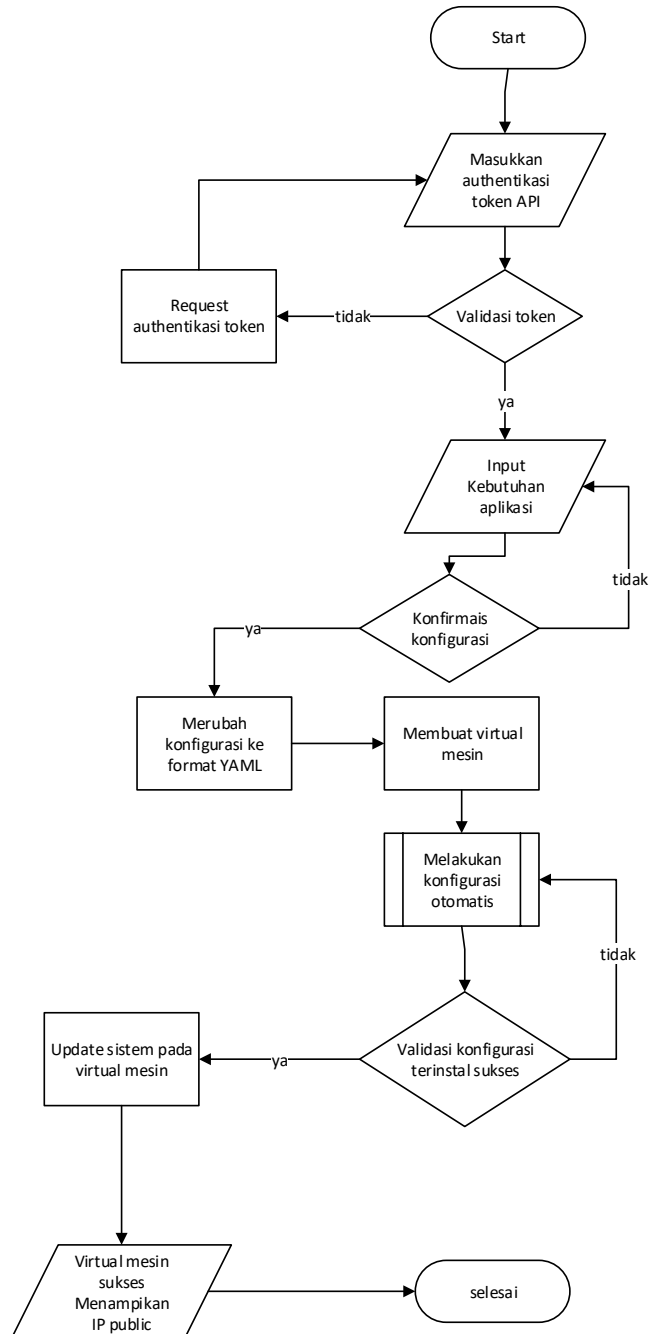 Start
Masukkan
authentikasi
token API
Request
authentikasi token
tidak
Validasi token
ya
Input
Kebutuhan
aplikasi
tidak
Konfirmais
konfigurasi
ya
Merubah
konfigurasi ke
format YAML
Membuat virtual
mesin
Melakukan
konfigurasi
otomatis
tidak
Validasi konfigurasi
terinstal sukses
ya
Update sistem pada
virtual mesin
Virtual mesin
sukses
Menampikan
IP public
selesai